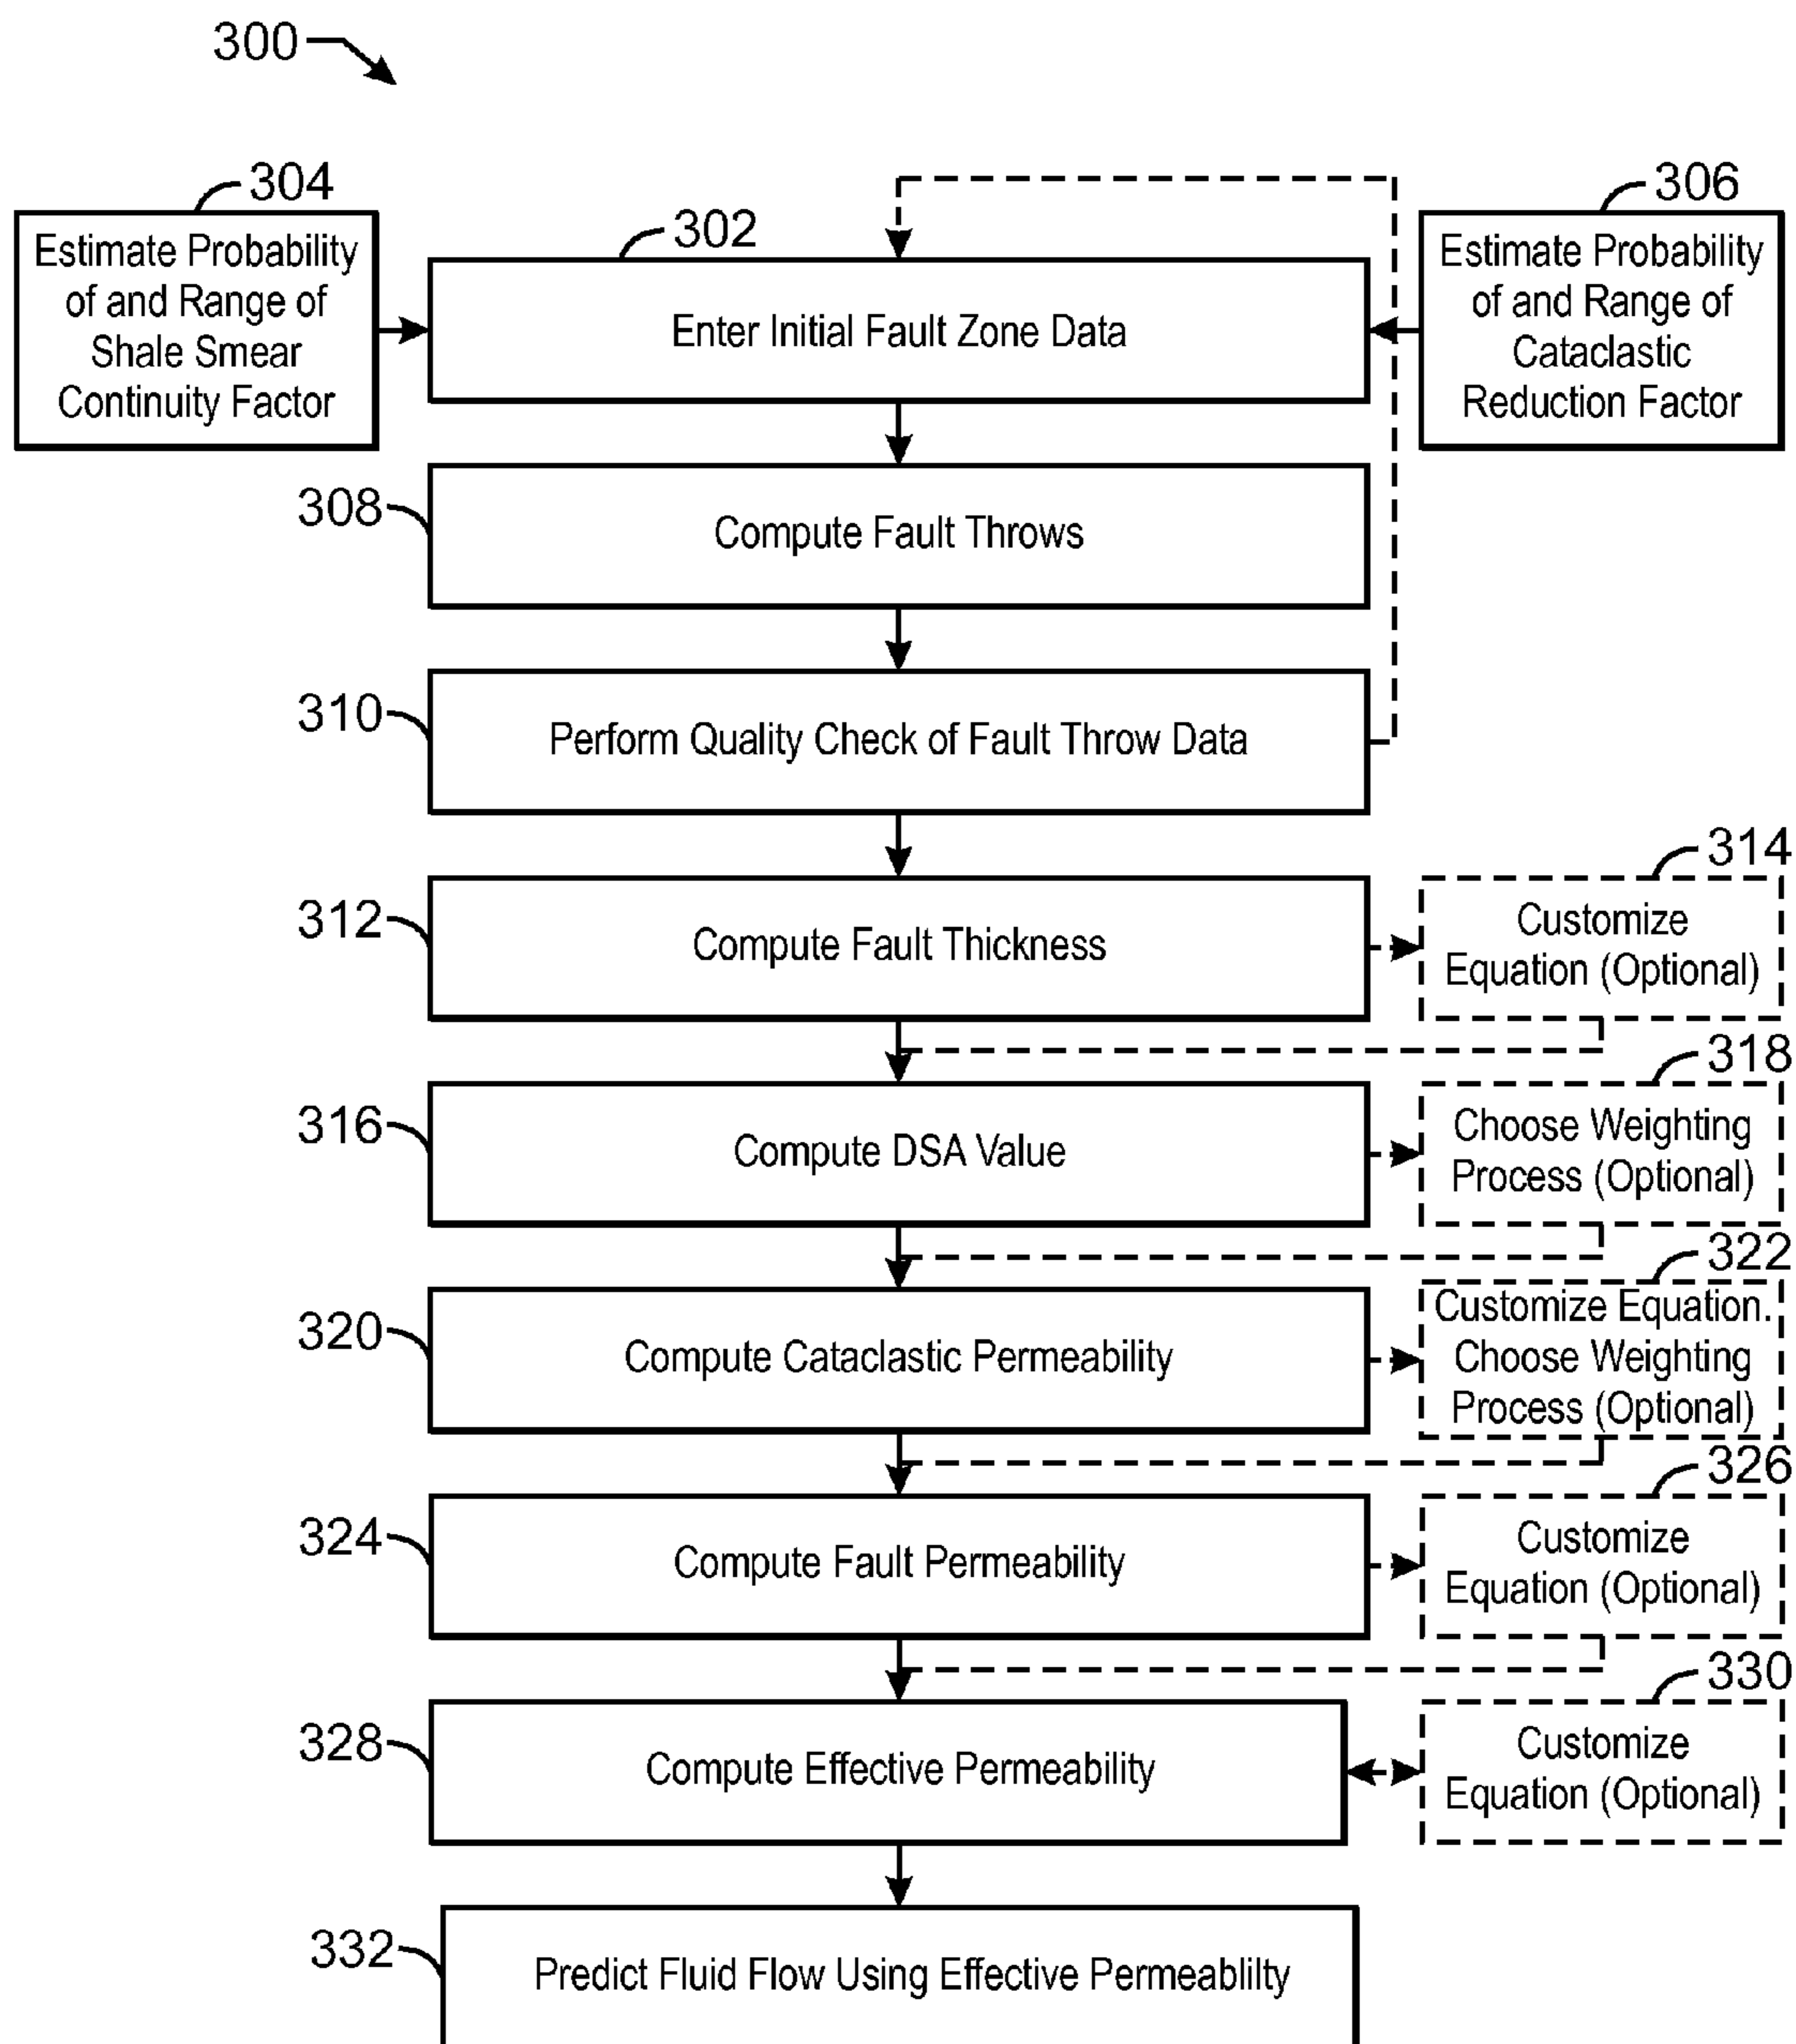 300
304
Estimate Probability
of and Range of
Shale Smear
Continuity Factor
302
Enter Initial Fault Zone Data
306
Estimate Probability
of and Range of
Cataclastic
Reduction Factor
308
Compute Fault Throws
310
Perform Quality Check of Fault Throw Data
312
Compute Fault Thickness
314
Customize
Equation (Optional)
316
Compute DSA Value
318
Choose Weighting
Process (Optional)
320
Compute Cataclastic Permeability
322
Customize Equation.
Choose Weighting
Process (Optional)
324
Compute Fault Permeability
326
Customize
Equation (Optional)
328
Compute Effective Permeability
330
Customize
Equation (Optional)
332
Predict Fluid Flow Using Effective Permeablilty